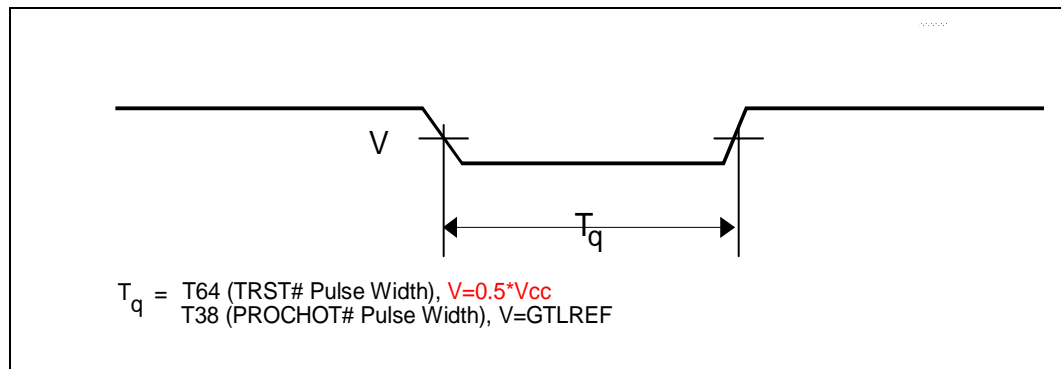 V
Tq
Tq = T64 (TRST# Pulse Width), V=0.5*Vcc
T38 (PROCHOT# Pulse Width), V=GTLREF